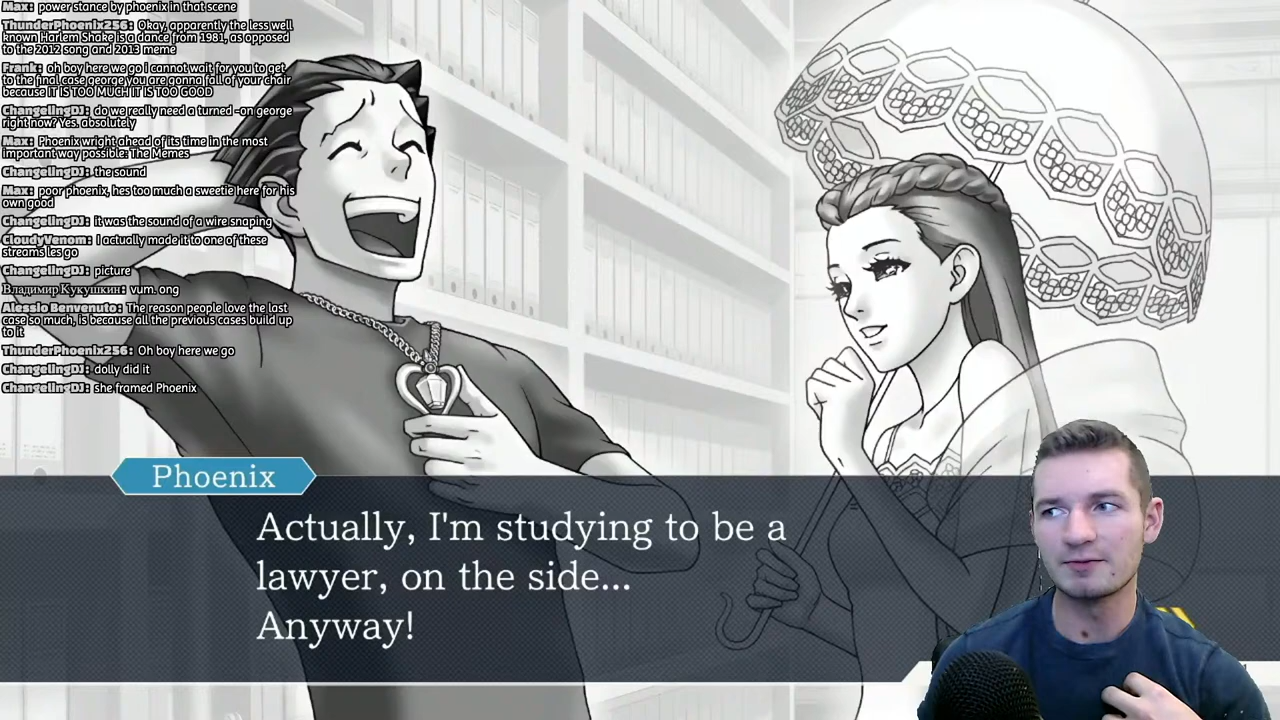 Max: power stance by phoenix in that scene
ThunderPhoenix256: Okay, apparently the less well
known Harlem Shake is a dance from 1981, as opposed
to the 2012 song and 2013 meme
Frank: oh boy here we go I cannot wait for you to get
to the final case george you are gonna fall of your chair
because IT IS TOO MUCH IT IS TOO GOOD
ChangelingDJ: do we really need a turned -on george
right now? Yes, absolutely
Max: Phoenix wright ahead of its time in the most
important way possible: The Memes
ChangelingDJ: the sound
Max: poor phoenix, hes too much a sweetie here for his
own good
ChangelingDJ: it was the sound of a wire snaping
CloudyVenom: I actually made it to one of these
streams les go
ChangelingDJ: picture
Владимир Кукушкин: vum. ong
Alessio Benvenuto: The reason people love the last
case so much, is because all the previous cases build up
to it
ThunderPhoenix256: Oh boy here we go
ChangelingDJ: dolly did it
ChangelingDJ: she framed Phoenix
Phoenix
Actually, I'm studying to be a
lawyer, on the side...
Anyway!